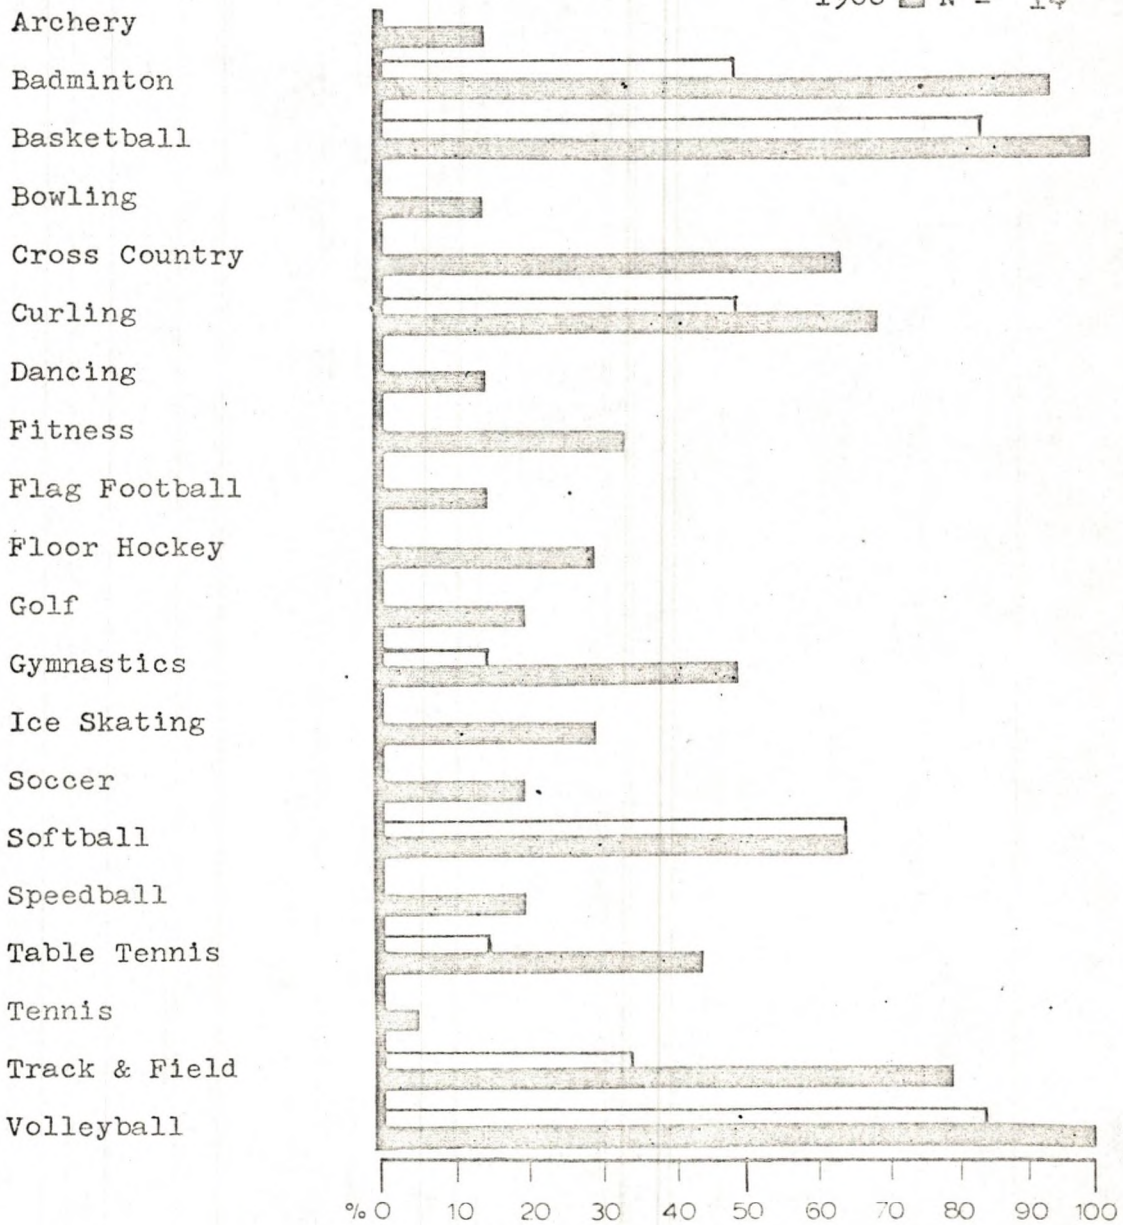 N =
Archery
Badminton
Basketball
Bowling
Cross Country
Curling
Dancing
Fitness
Flag Football
Floor Hockey
Golf
Gymnastics
Ice Skating
Soccer
Softball
Speedball
Table Tennis
Tennis
Track & Field
Volleyball
% 0 10 20 30 40 50 60 70 80 90 100